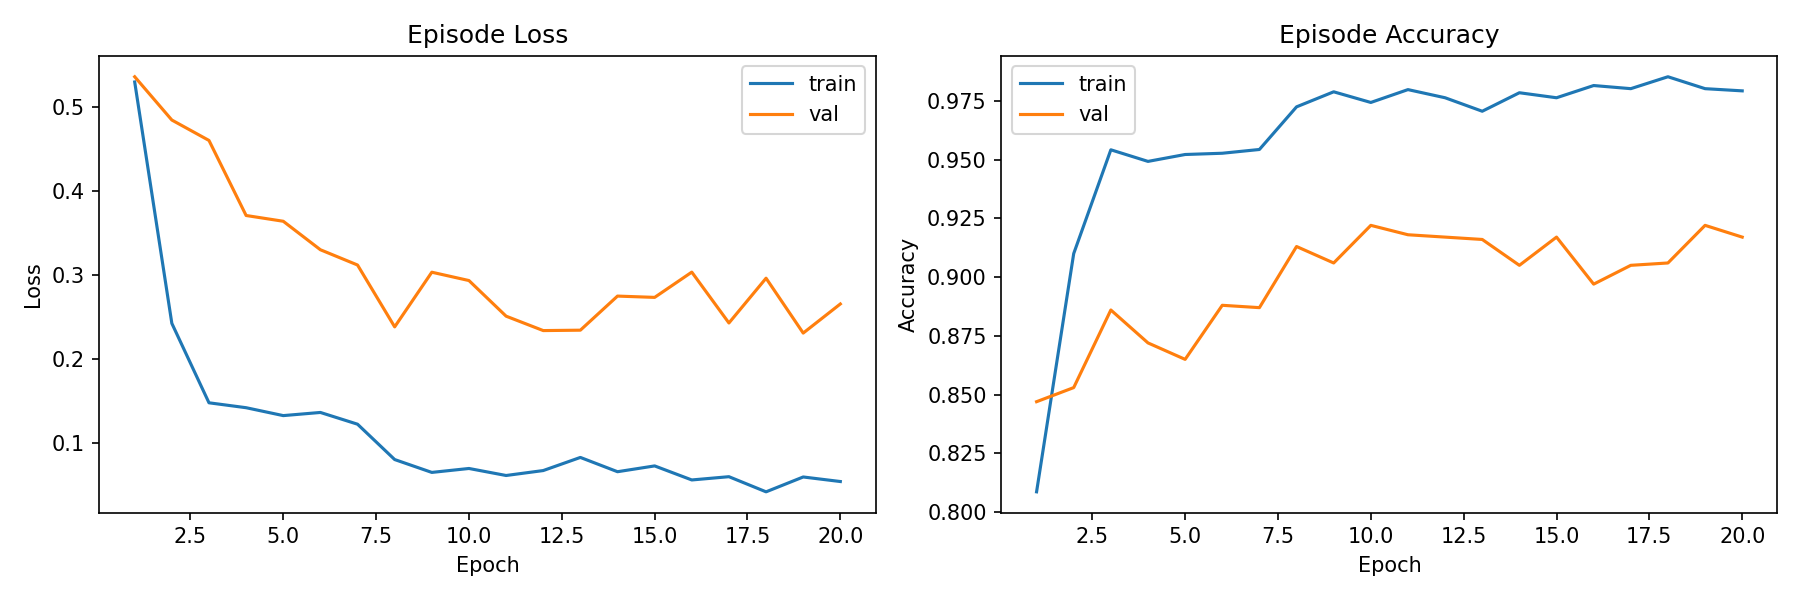 Episode Loss
train
val
0.5
0.4
0.3
0.2
0.1
Loss
2.5 5.0 7.5 10.0 12.5 15.0 17.5 20.0
Epoch
Episode Accuracy
train
val
0.975
0.950
0.925
0.900
0.875
0.850
0.825
0.800
Accuracy
2.5 5.0 7.5 10.0 12.5 15.0 17.5 20.0
Epoch